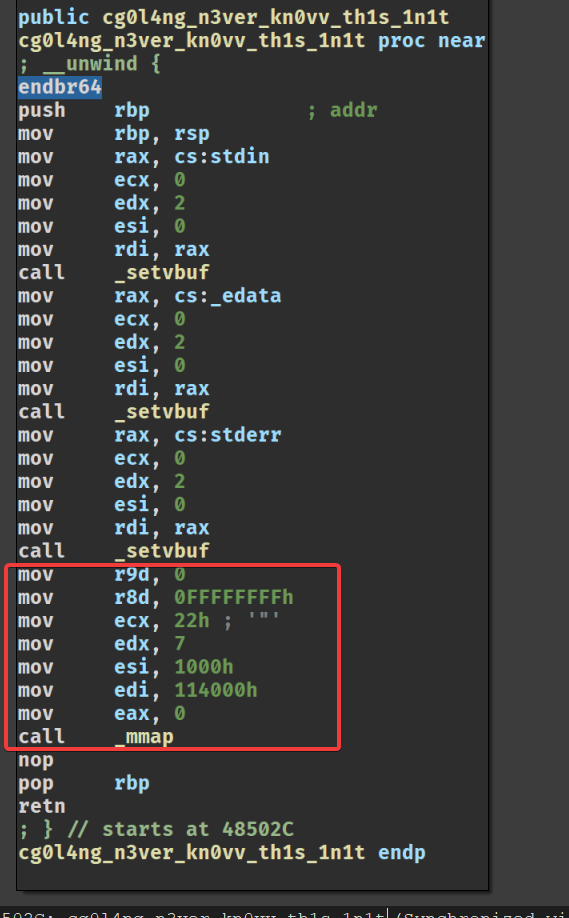 public cg0l4ng_n3ver_kn0vv_th1s_1n1t
cg0l4ng_n3ver_kn0vv_th1s_1n1t proc near
; __unwind {
endbr64
push rbp ; addr
mov rbp, rsp
mov rax, cs:stdin
mov ecx, 0
mov edx, 2
mov esi, 0
mov rdi, rax
call _setvbuf
mov rax, cs:_edata
mov ecx, 0
mov edx, 2
mov esi, 0
mov rdi, rax
call _setvbuf
mov rax, cs:stderr
mov ecx, 0
mov edx, 2
mov esi, 0
mov rdi, rax
call _setvbuf
mov r9d, 0
mov r8d, 0FFFFFFFFh
mov ecx, 22h ; '"'
mov edx, 7
mov esi, 1000h
mov edi, 114000h
mov eax, 0
call _mmap
nop
pop rbp
retn
; } // starts at 48502C
cg0l4ng_n3ver_kn0vv_th1s_1n1t endp
502C: cg0l4ng_n3ver_kn0vv_th1s_1n1t (Synchronized